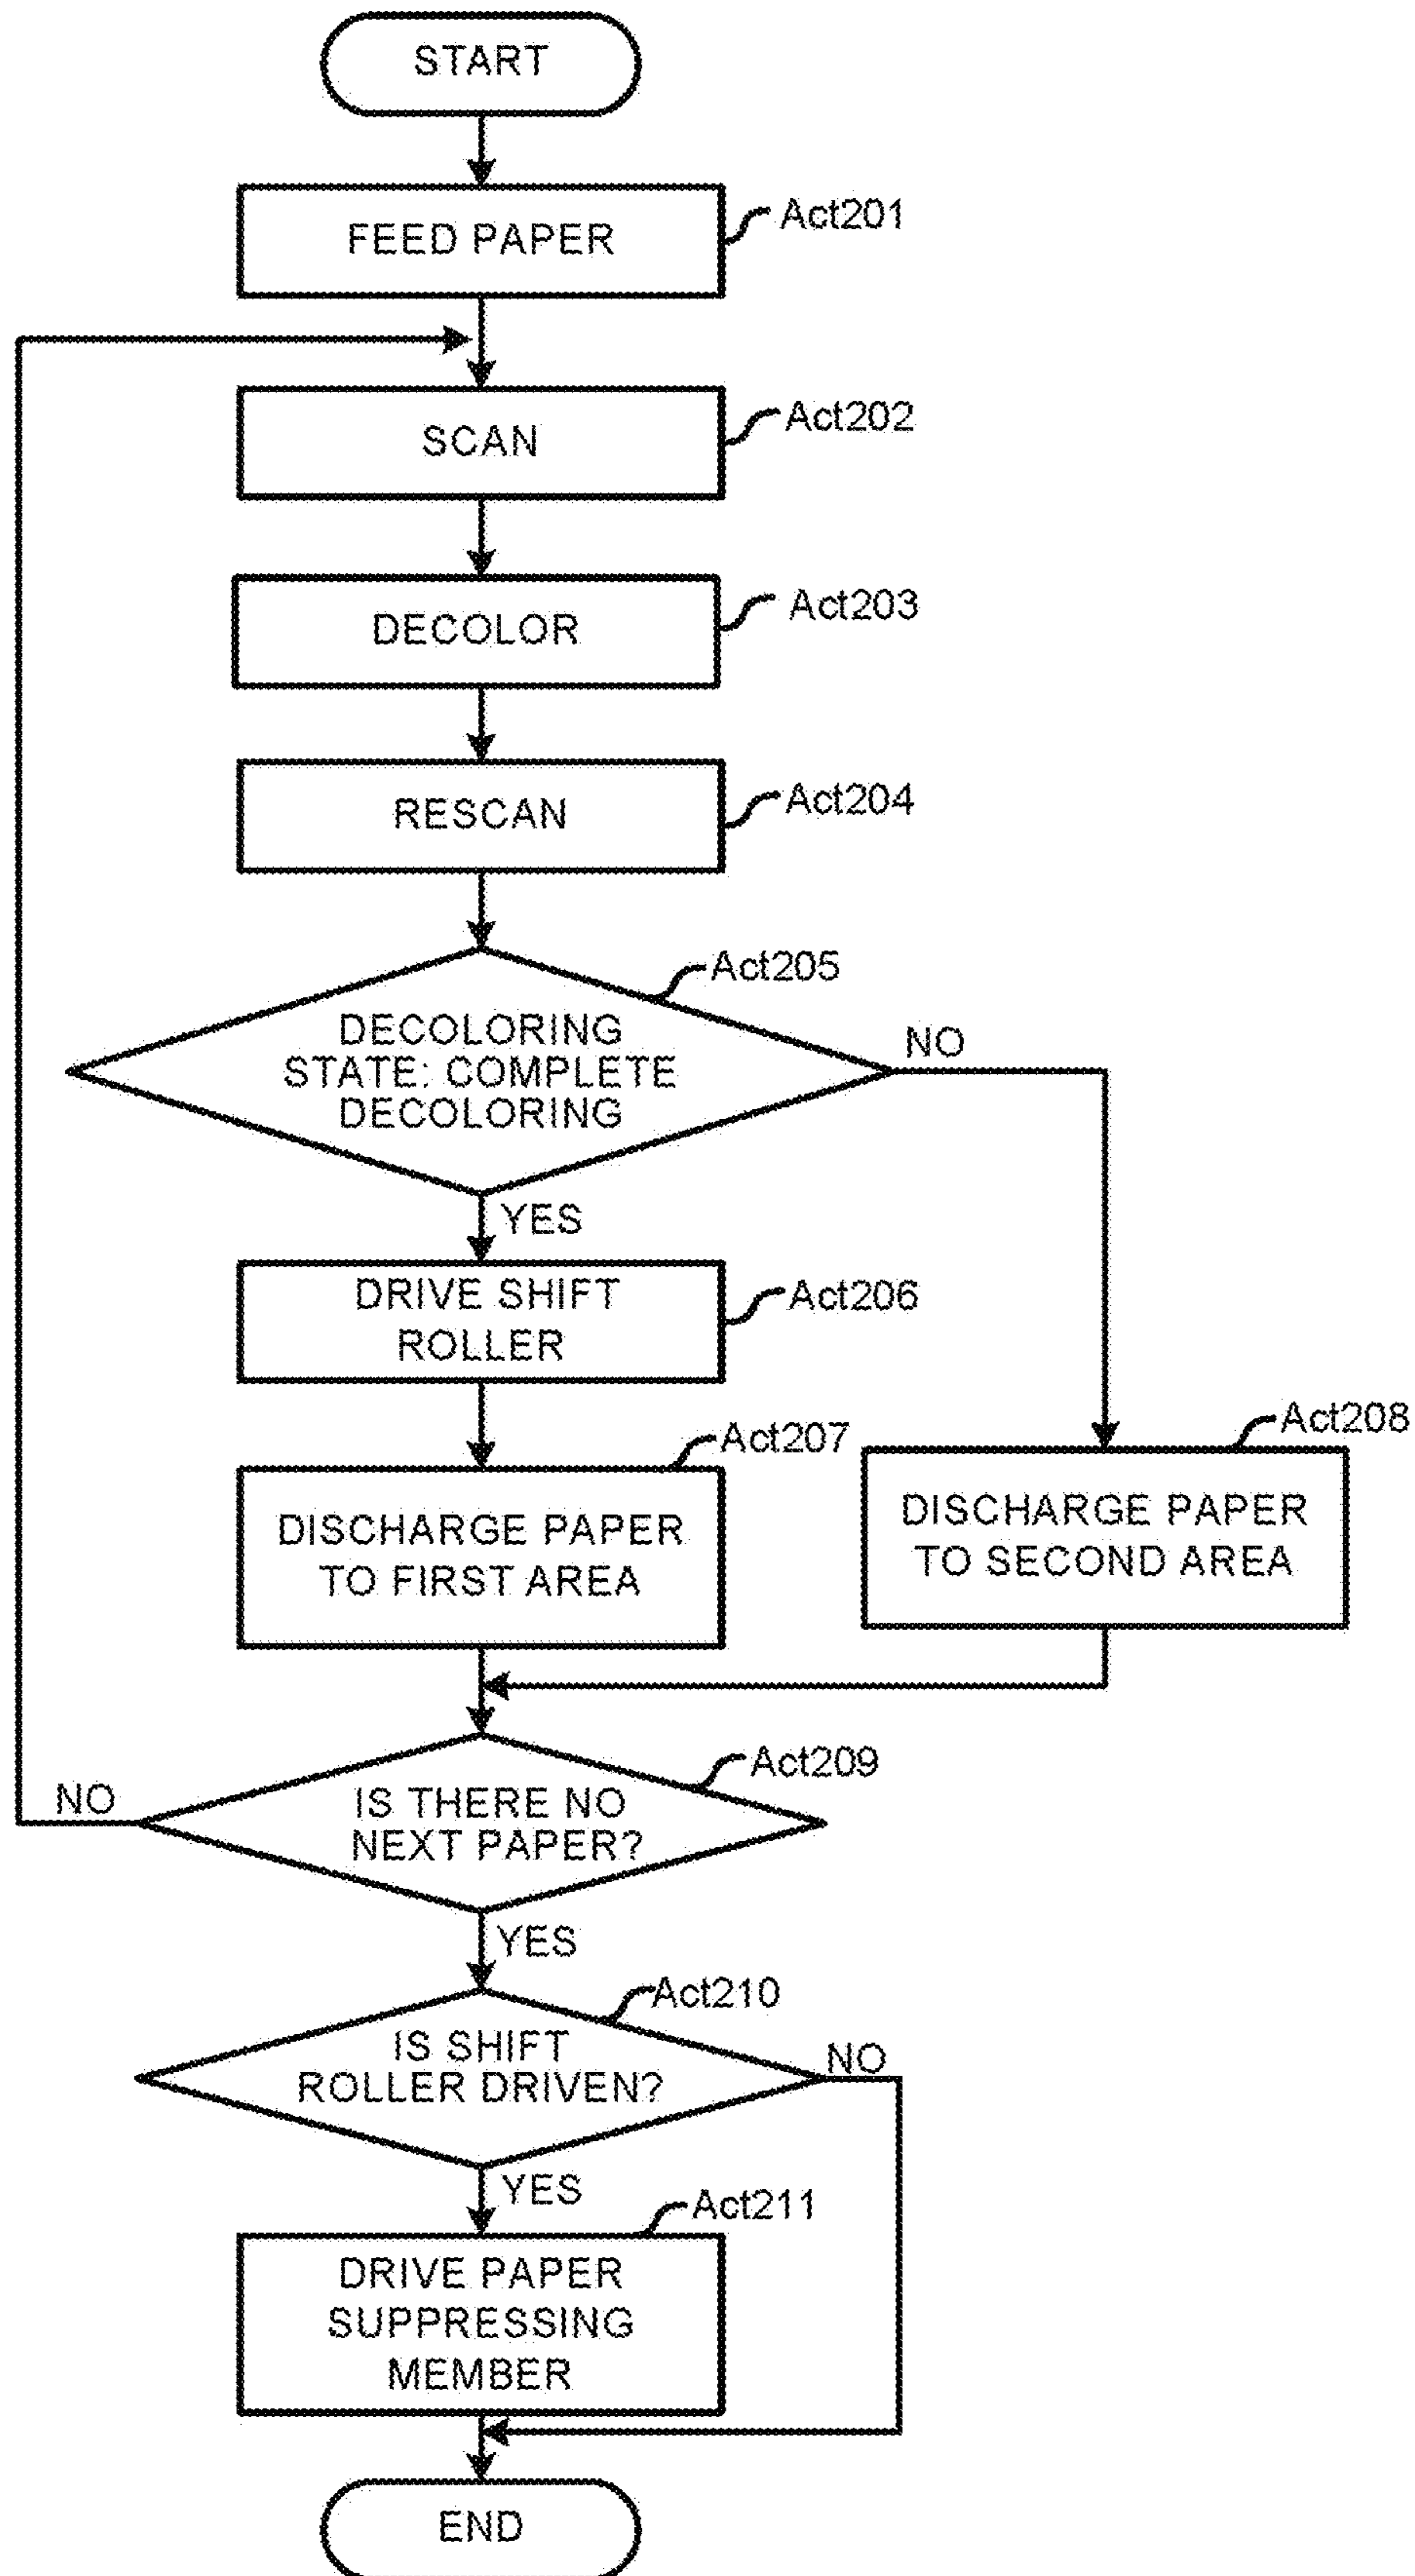 START
FEED PAPER
Act201
SCAN
Act202
DECOLOR
Act203
RESCAN
Act204
Act205
DECOLORING
STATE: COMPLETE
DECOLORING
NO
YES
DRIVE SHIFT
ROLLER
Act206
Act207
DISCHARGE PAPER
TO FIRST AREA
Act208
DISCHARGE PAPER
TO SECOND AREA
Act209
IS THERE NO
NEXT PAPER?
NO
YES
Act210
IS SHIFT
ROLLER DRIVEN?
NO
YES
Act211
DRIVE PAPER
SUPPRESSING
MEMBER
END